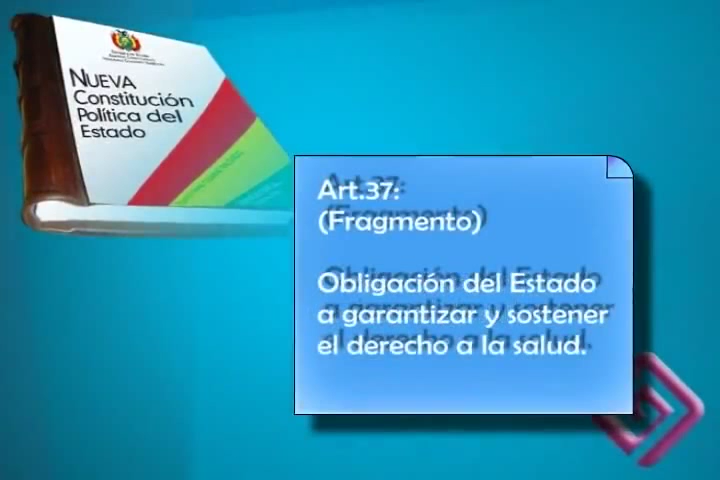 NUEVA
Constitución
Política del
Estado
Art.37:
(Fragmento)
Obligación del Estado
a garantizar y sostener
el derecho a la salud.